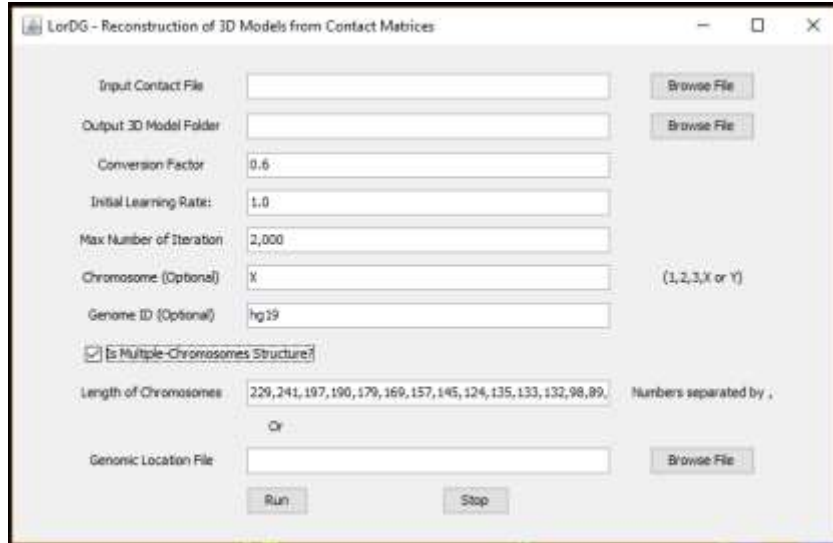 LorDG - Reconstruction of 3D Models from Contact Matrices
Input Contact File Browse File
Output 3D Model Folder Browse File
Conversion Factor 0.6
Initial Learning Rate: 1.0
Max Number of Iteration 2,000
Chromosome (Optional) X (1,2,3,X or Y)
Genome ID (Optional) hg19
Is Multiple-Chromosomes Structure?
Length of Chromosomes 229,241,197,190,179,169,157,145,124,135,133,132,98,89, Numbers separated by ,
Or
Genomic Location File Browse File
Run Stop